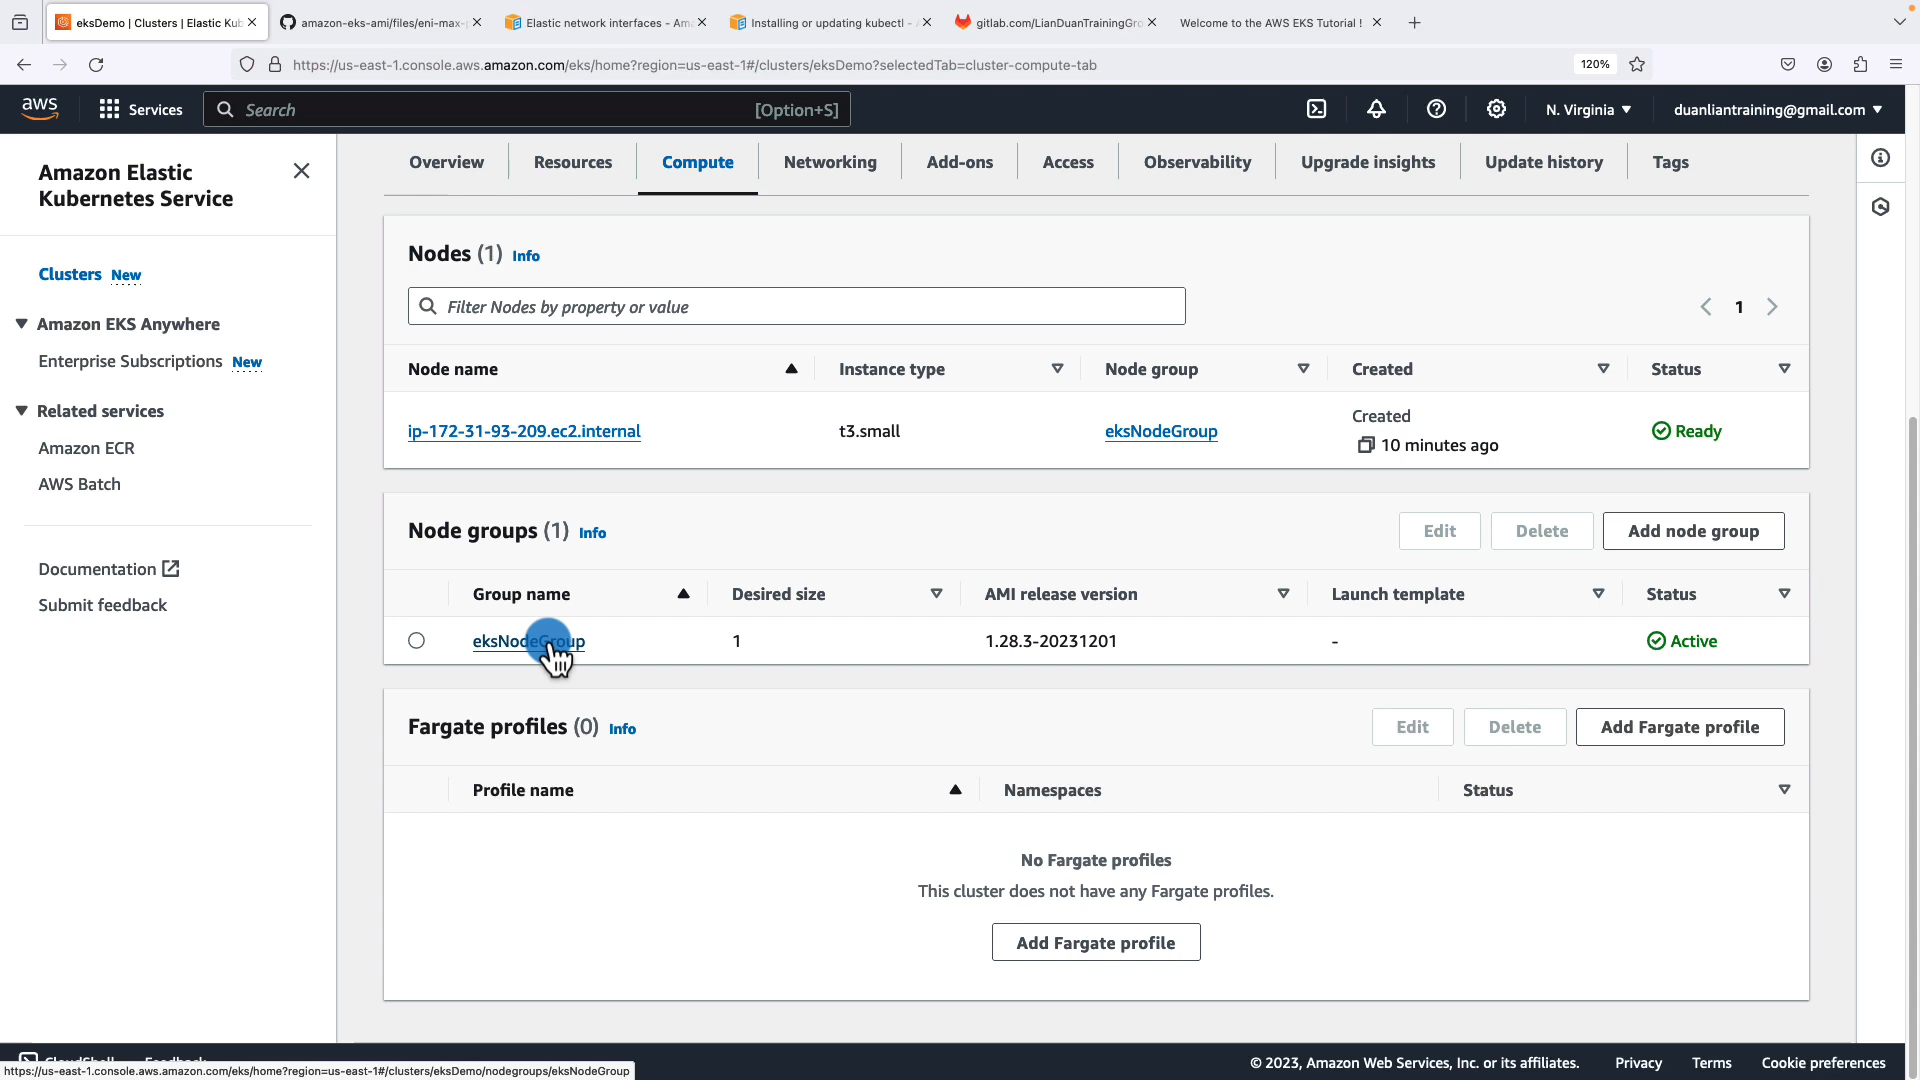 eksDemo | Clusters | Elastic Kub
amazon-eks-ami/files/eni-max-
Elastic network interfaces - Am
Installing or updating kubectl -
gitlab.com/LianDuanTrainingGr
Welcome to the AWS EKS Tutorial !
https://us-east-1.console.aws.amazon.com/eks/home?region=us-east-1#/clusters/eksDemo?selectedTab=cluster-compute-tab
120%
aws
Services
Search
[Option+S]
N. Virginia
duanliantraining@gmail.com
Amazon Elastic
Kubernetes Service
Clusters New
Amazon EKS Anywhere
Enterprise Subscriptions New
Related services
Amazon ECR
AWS Batch
Documentation
Submit feedback
Overview
Resources
Compute
Networking
Add-ons
Access
Observability
Upgrade insights
Update history
Tags
Nodes (1) Info
Filter Nodes by property or value
1
Node name
Instance type
Node group
Created
Status
ip-172-31-93-209.ec2.internal
t3.small
eksNodeGroup
Created
10 minutes ago
Ready
Node groups (1) Info
Edit
Delete
Add node group
Group name
Desired size
AMI release version
Launch template
Status
eksNodeGroup
1
1.28.3-20231201
-
Active
Fargate profiles (0) Info
Edit
Delete
Add Fargate profile
Profile name
Namespaces
Status
No Fargate profiles
This cluster does not have any Fargate profiles.
Add Fargate profile
CloudShell
Feedback
© 2023, Amazon Web Services, Inc. or its affiliates.
Privacy
Terms
Cookie preferences
https://us-east-1.console.aws.amazon.com/eks/home?region=us-east-1#/clusters/eksDemo/nodegroups/eksNodeGroup